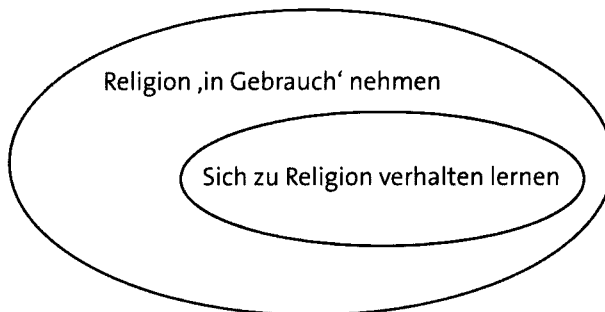 Religion ‚in Gebrauch‘ nehmen
Sich zu Religion verhalten lernen